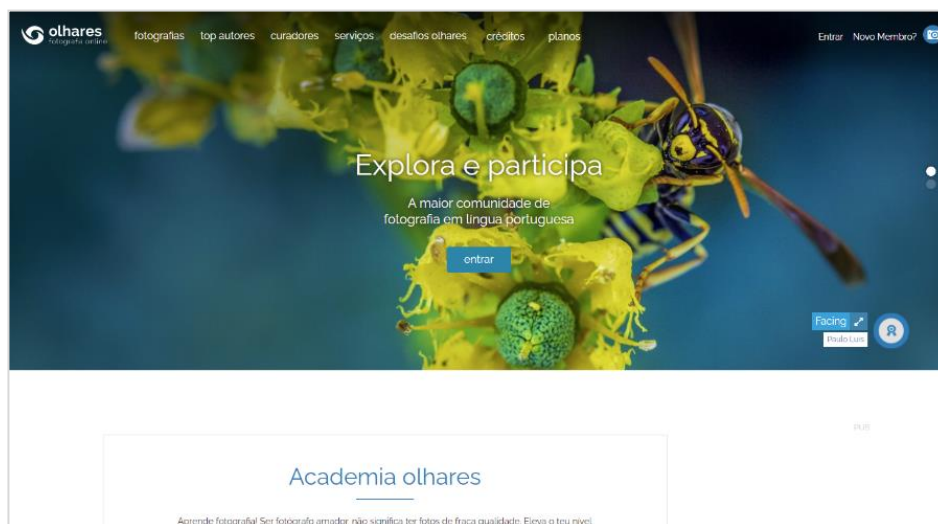 olhares
fotografia online
fotografias top autores curadores serviços desafios olhares créditos planos
Entrar Novo Membro?
Explora e participa
A maior comunidade de
fotografia em língua portuguesa
entrar
Facing
Paulo Luis
PUB
Academia olhares
Aprende fotografia! Ser fotógrafo amador, não significa ter fotos de fraca qualidade. Eleva o teu nível